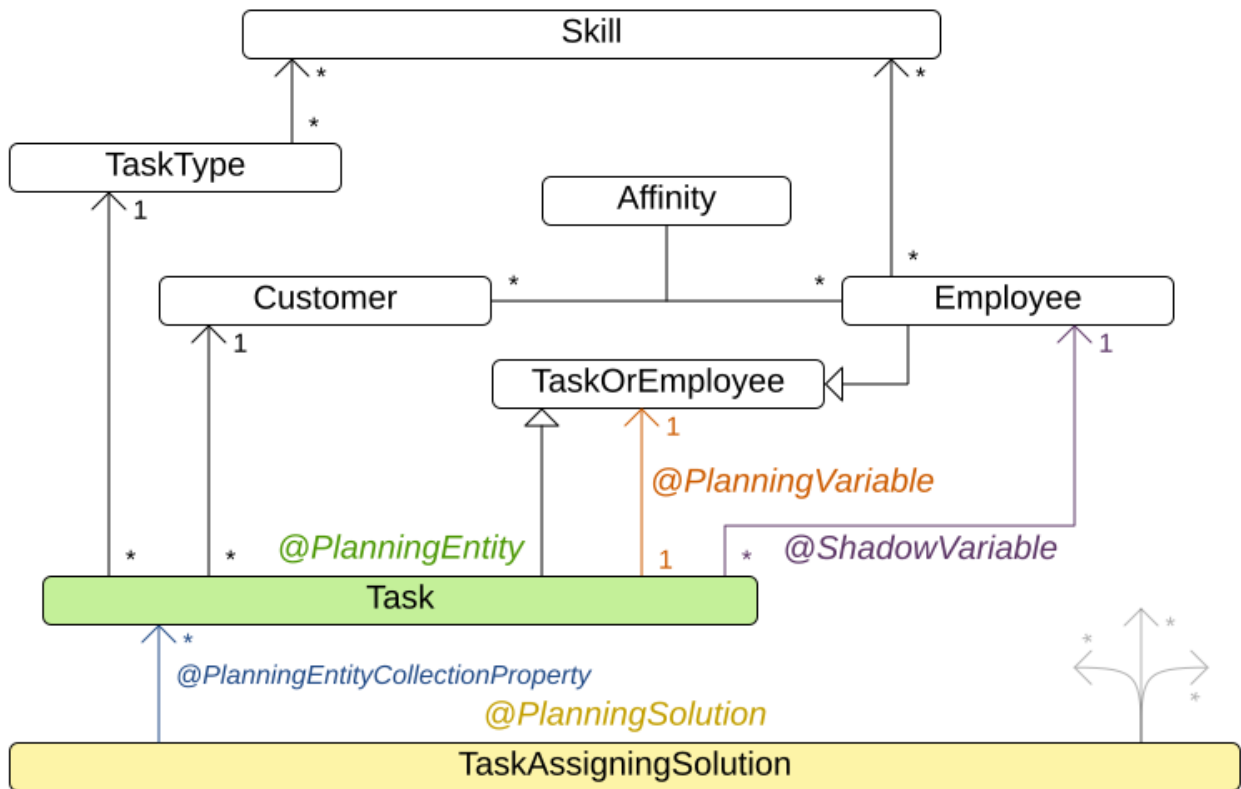 Skill
*
*
*
TaskType
1
Affinity
*
*
*
Customer
Employee
1
1
TaskOrEmployee
1
@PlanningVariable
@PlanningEntity
@ShadowVariable
*
*
1
*
Task
*
*
*
*
@PlanningEntityCollectionProperty
@PlanningSolution
TaskAssigningSolution